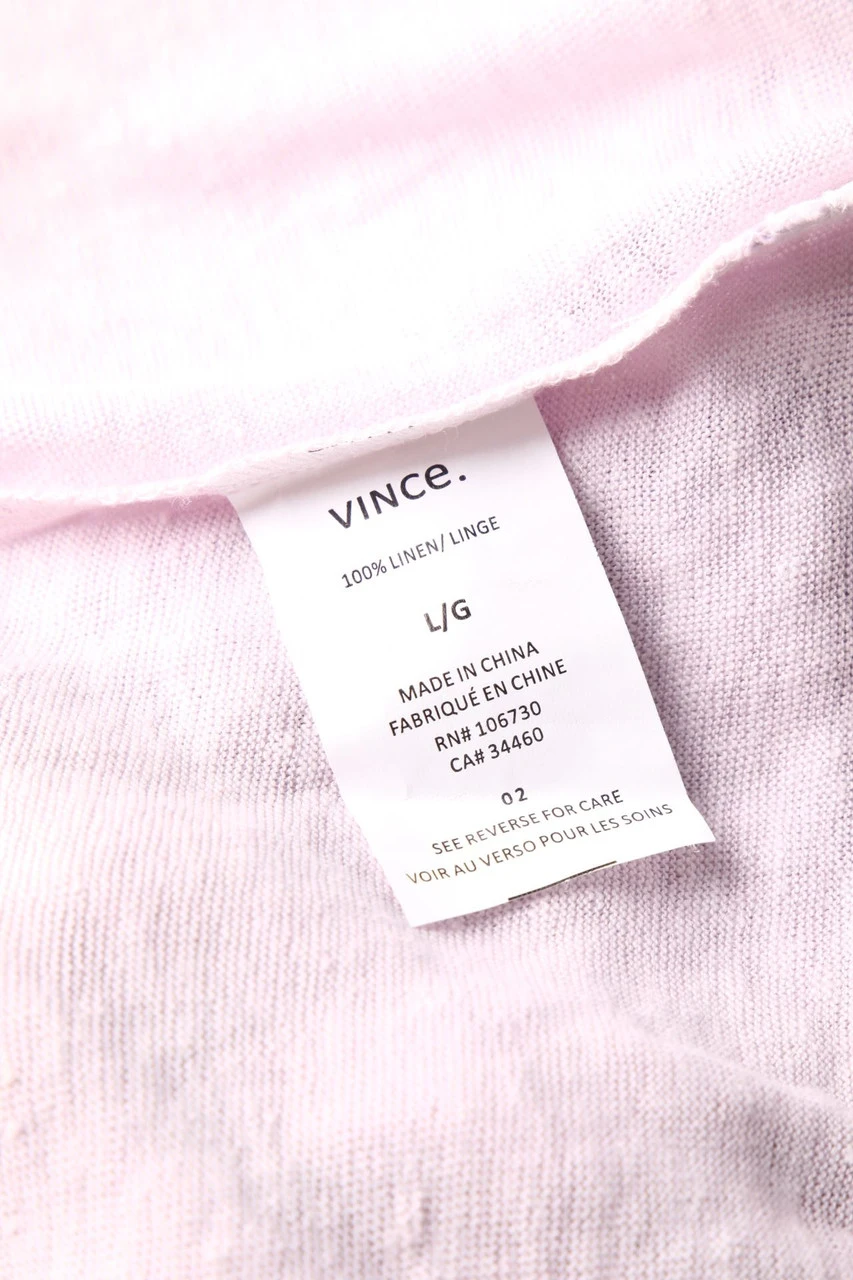 VINCe.
100% LINEN/ LINGE
L/G
MADE IN CHINA
FABRIQUÉ EN CHINE
RN# 106730
CA# 34460
02
SEE REVERSE FOR CARE
VOIR AU VERSO POUR LES SOINS